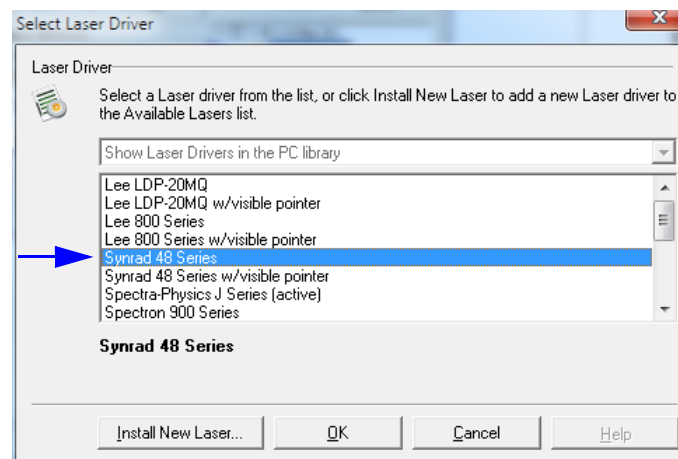 Select Laser Driver
Laser Driver
Select a Laser driver from the list, or click Install New Laser to add a new Laser driver to
the Available Lasers list.
Show Laser Drivers in the PC library
Lee LDP-20MQ
Lee LDP-20MQ w/visible pointer
Lee 800 Series
Lee 800 Series w/visible pointer
Synrad 48 Series
Synrad 48 Series w/visible pointer
Spectra-Physics J Series (active)
Spectron 900 Series
Synrad 48 Series
Install New Laser... OK Cancel Help